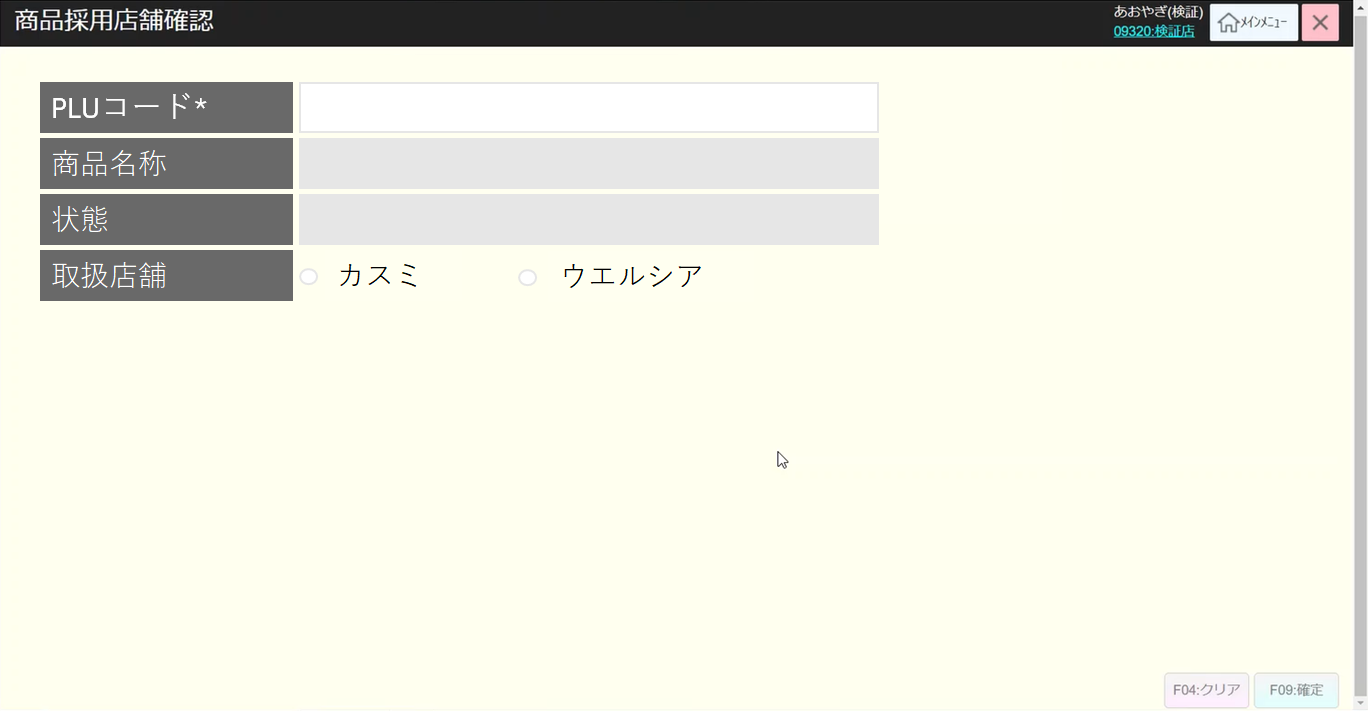 商品採用店舗確認
あおやぎ(検証)
09320:検証店
ﾒｲﾝﾒﾆｭｰ
PLUコード*
商品名称
状態
取扱店舗
カスミ
ウエルシア
F04:クリア
F09:確定